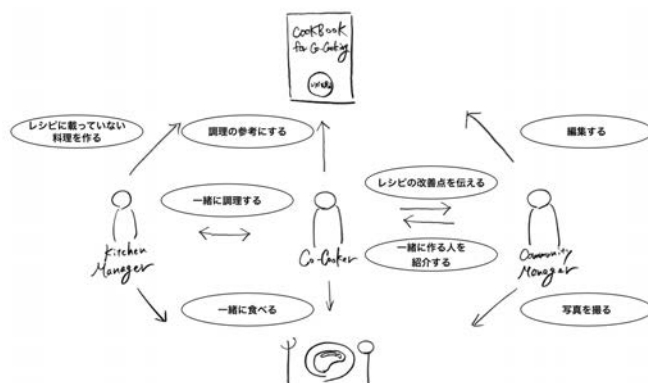 COOKBOOK
for Co-Cooking
レシピに載っていない
料理を作る
調理の参考にする
編集する
レシピの改善点を伝える
一緒に調理する
一緒に作る人を
紹介する
Kitchen
Manager
Co-Cooker
Community
Manager
一緒に食べる
写真を撮る